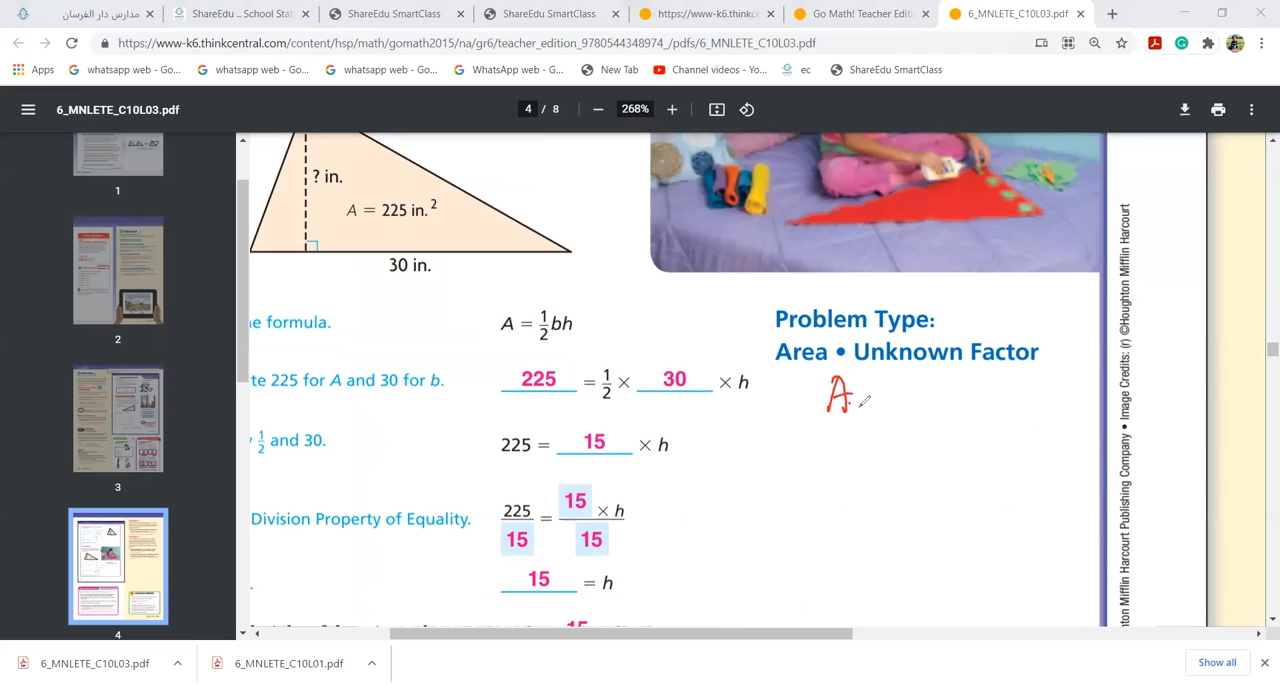 مدارس دار الفرسان
ShareEdu .. School Stat
ShareEdu SmartClass
ShareEdu SmartClass
https://www-k6.thinkce
Go Math! Teacher Editi
6_MNLETE_C10L03.pdf
https://www-k6.thinkcentral.com/content/hsp/math/gomath2015/na/gr6/teacher_edition_9780544348974_/pdfs/6_MNLETE_C10L03.pdf
Apps
whatsapp web - Go...
whatsapp web - Go...
whatsapp web - Go...
WhatsApp web - G...
New Tab
Channel videos - Yo...
ec
ShareEdu SmartClass
6_MNLETE_C10L03.pdf
4 / 8
268%
1
2
3
4
? in.
A = 225 in.²
30 in.
e formula.
A = 1/2 bh
te 225 for A and 30 for b.
225 = 1/2 × 30 × h
1/2 and 30.
225 = 15 × h
Division Property of Equality.
225/15 = 15 × h/15
15 = h
15
Problem Type:
Area • Unknown Factor
A
Houghton Mifflin Harcourt Publishing Company • Image Credits: (r) ©Houghton Mifflin Harcourt
6_MNLETE_C10L03.pdf
6_MNLETE_C10L01.pdf
Show all